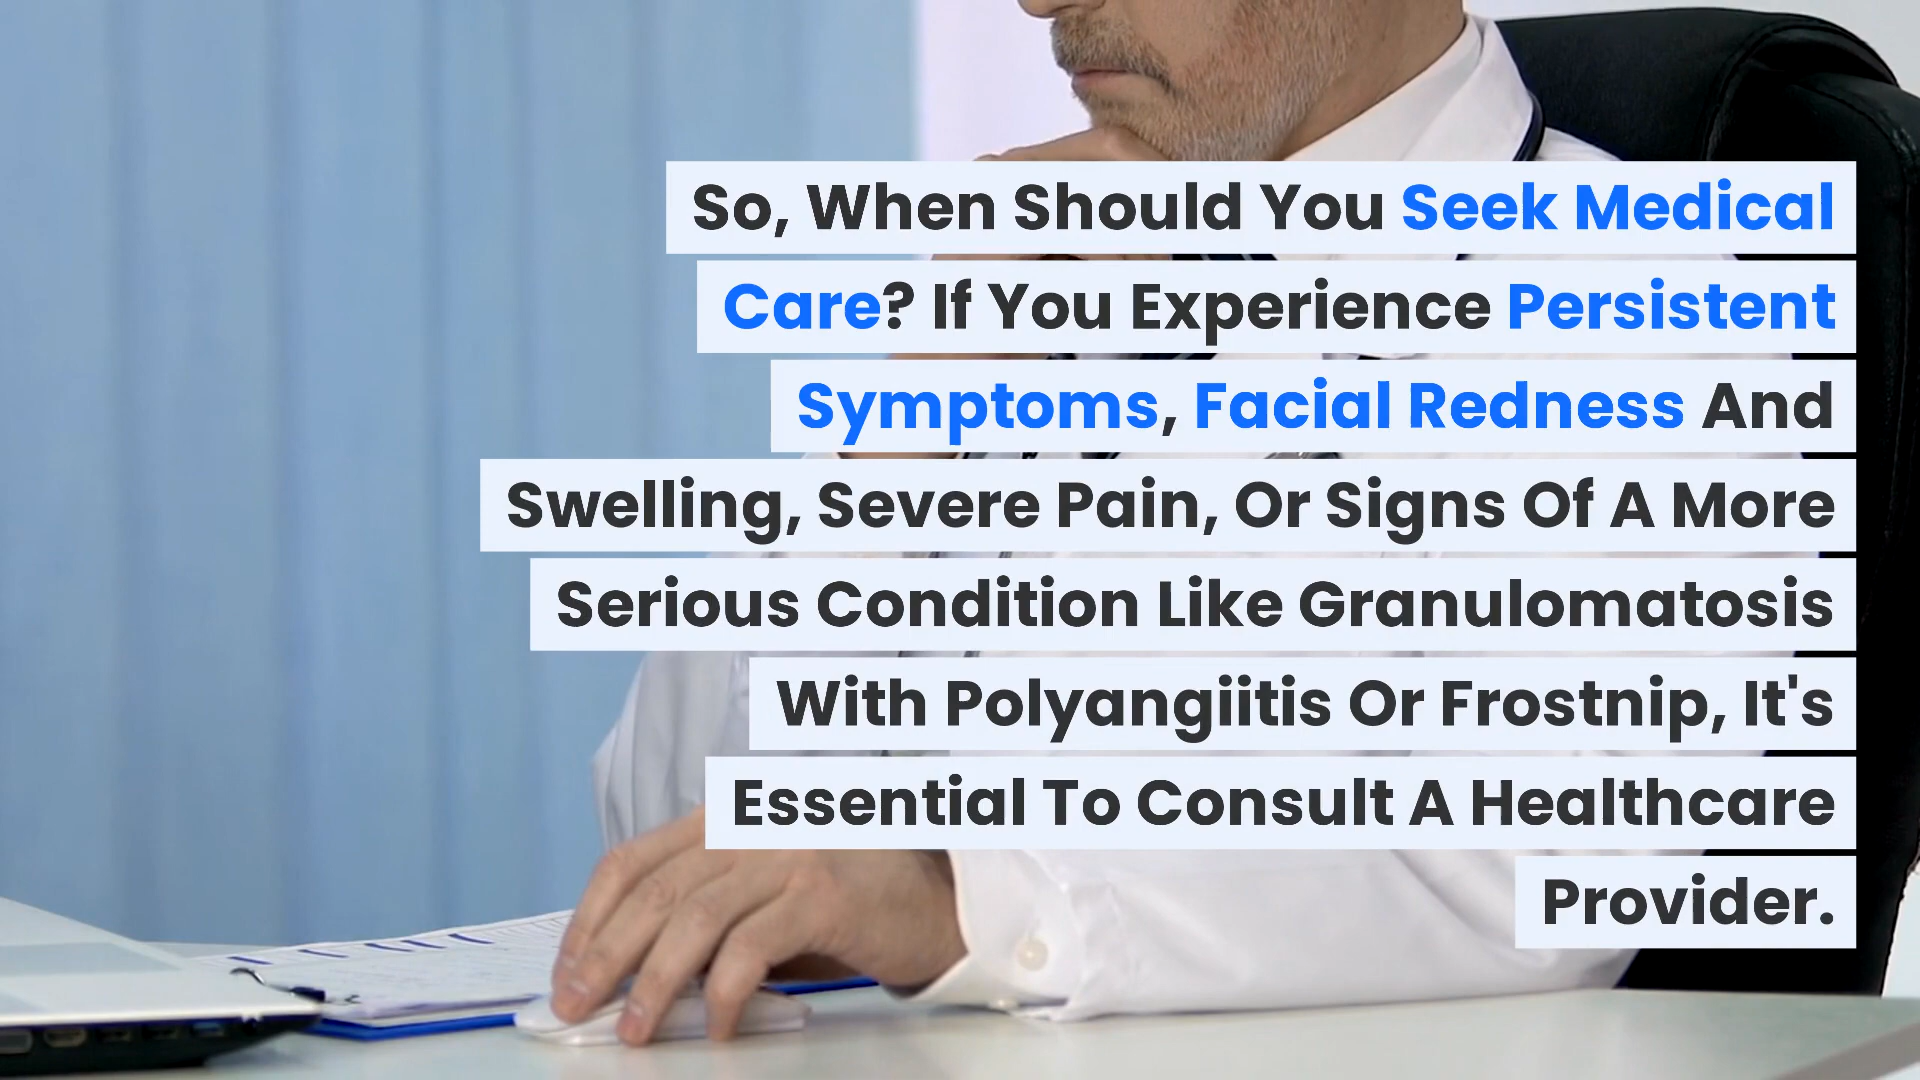 So, When Should You Seek Medical
Care? If You Experience Persistent
Symptoms, Facial Redness And
Swelling, Severe Pain, Or Signs Of A More
Serious Condition Like Granulomatosis
With Polyangiitis Or Frostnip, It's
Essential To Consult A Healthcare
Provider.